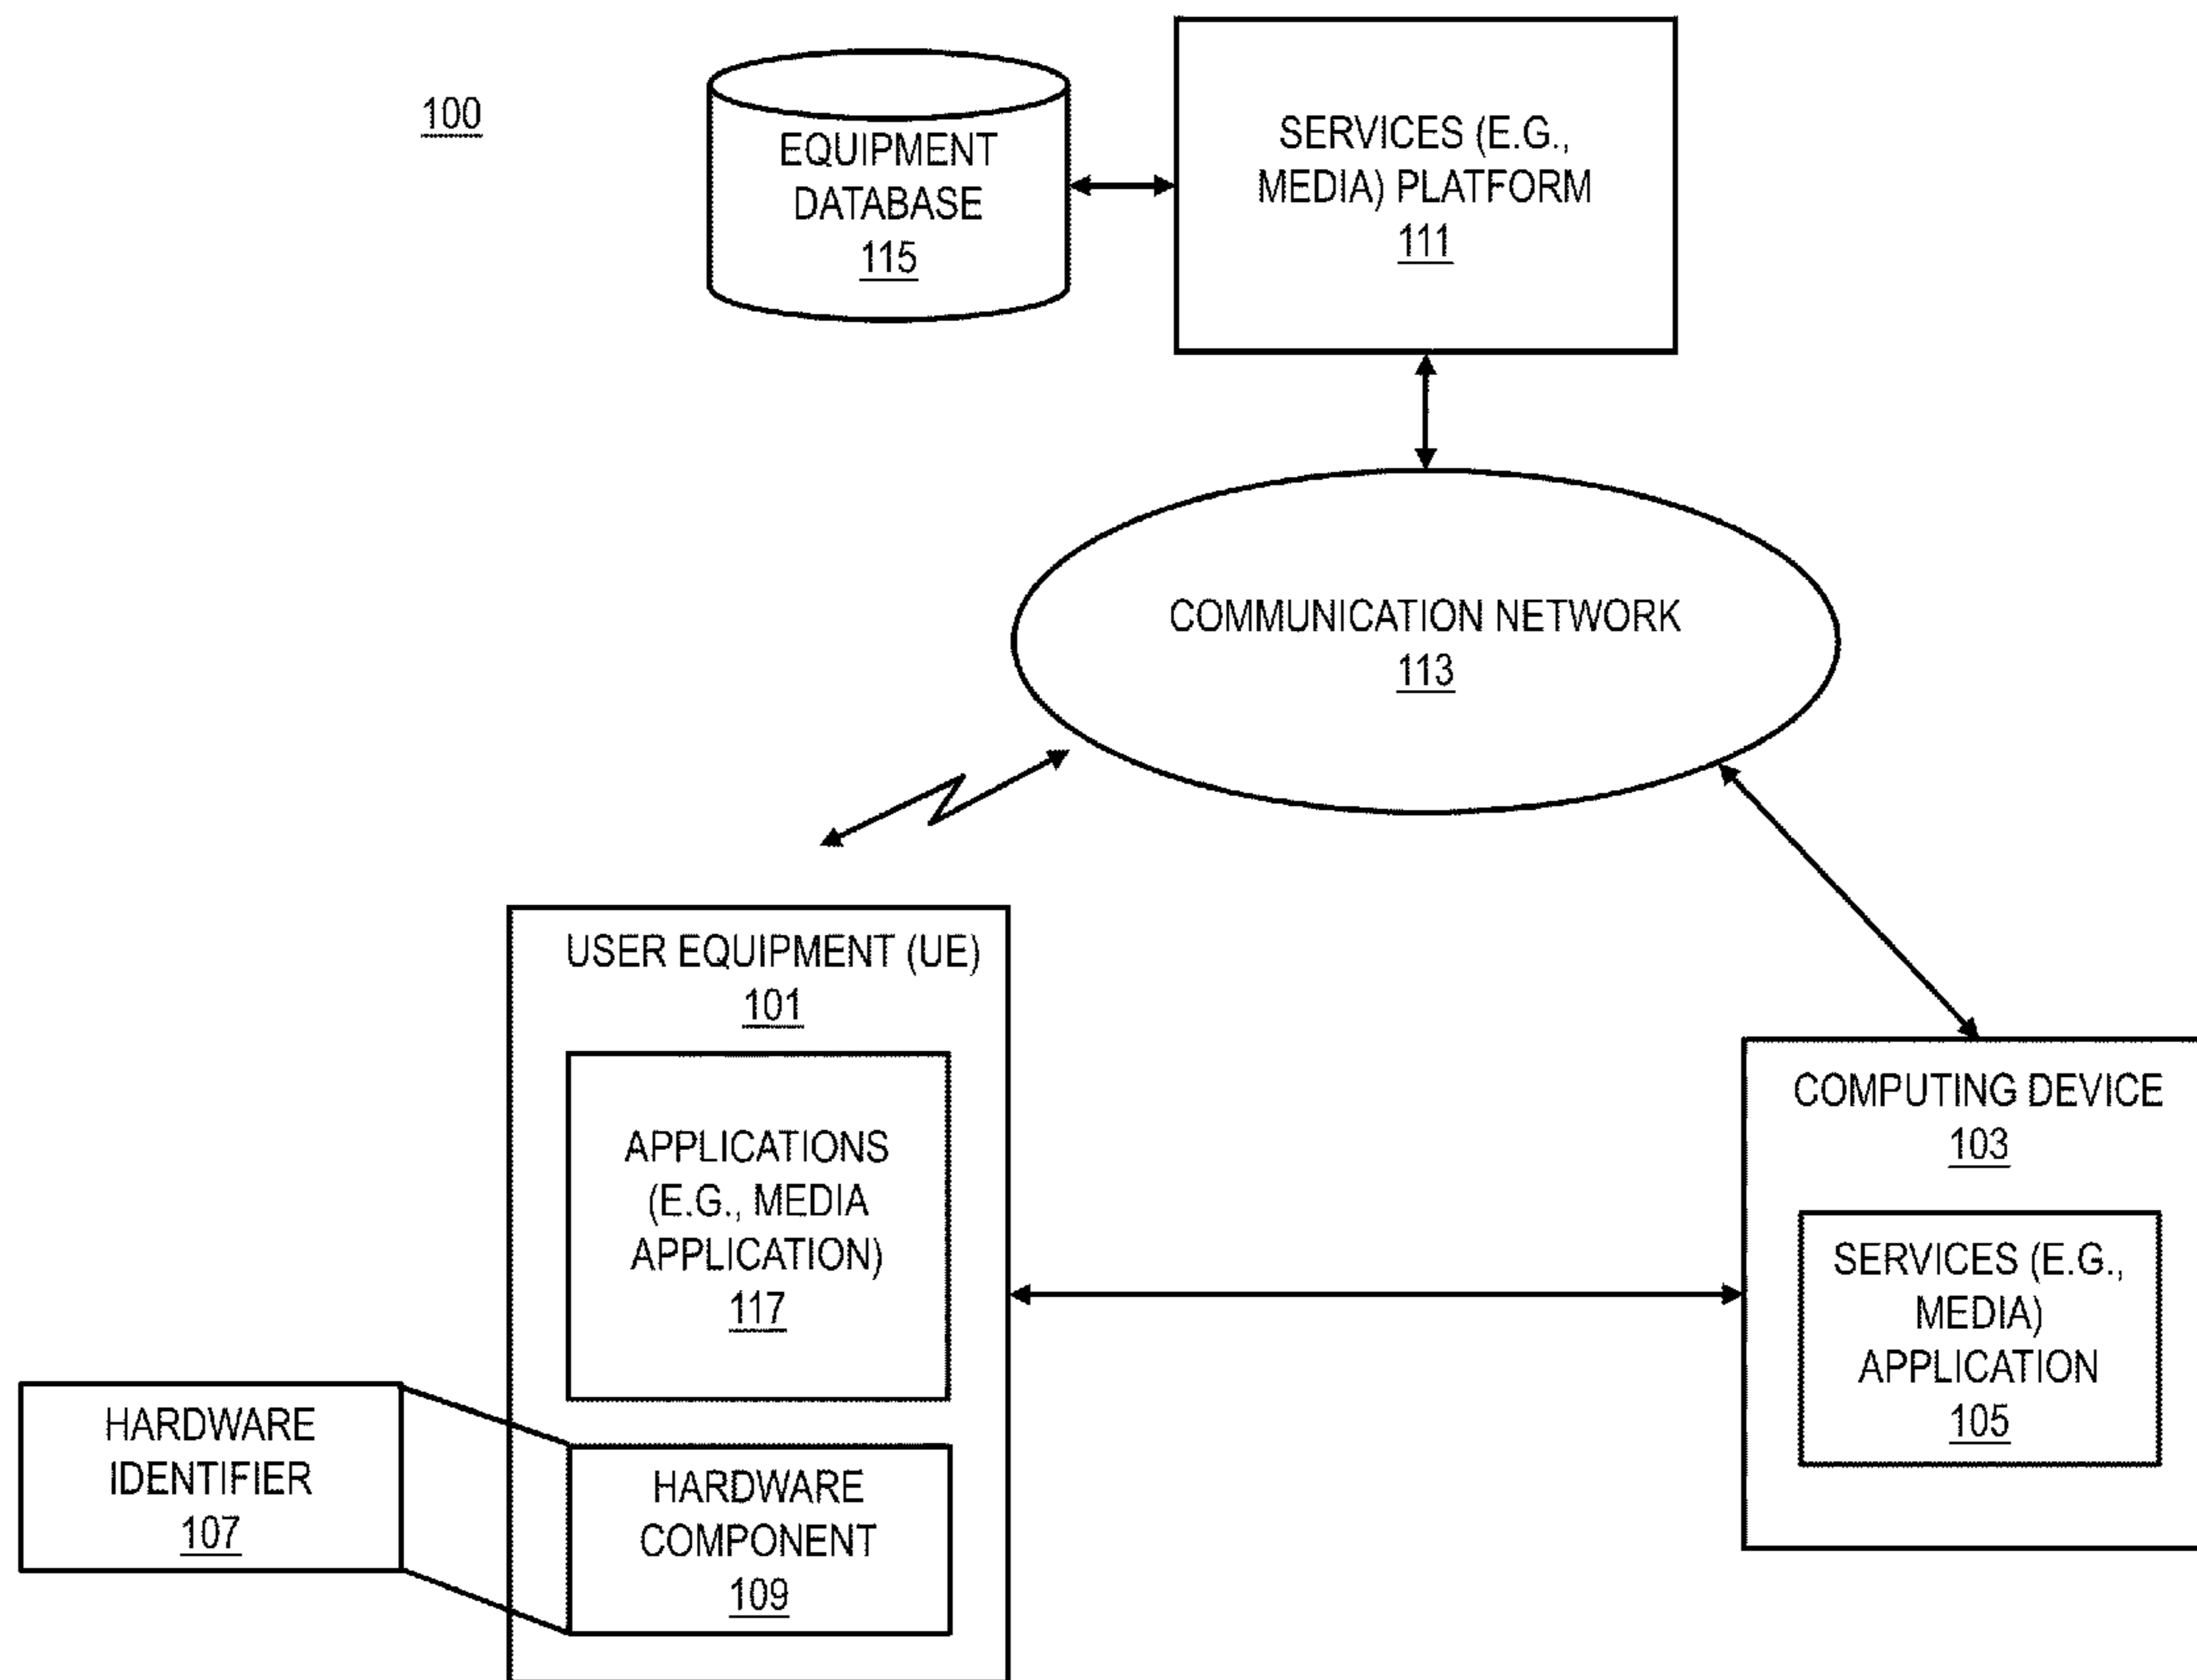 100
EQUIPMENT
DATABASE
115
SERVICES (E.G.,
MEDIA) PLATFORM
111
COMMUNICATION NETWORK
113
USER EQUIPMENT (UE)
101
APPLICATIONS
(E.G., MEDIA
APPLICATION)
117
HARDWARE
IDENTIFIER
107
HARDWARE
COMPONENT
109
COMPUTING DEVICE
103
SERVICES (E.G.,
MEDIA)
APPLICATION
105